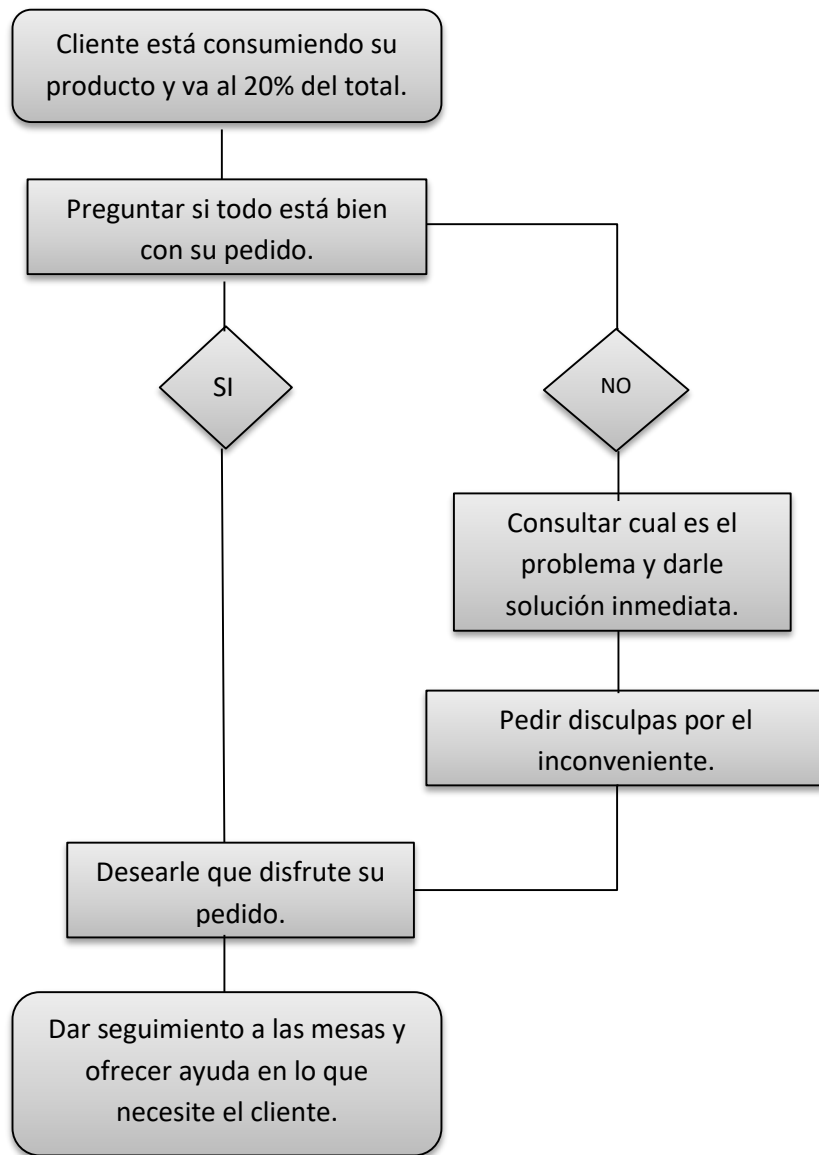 Cliente está consumiendo su
producto y va al 20% del total.
Preguntar si todo está bien
con su pedido.
SI
NO
Consultar cual es el
problema y darle
solución inmediata.
Pedir disculpas por el
inconveniente.
Desearle que disfrute su
pedido.
Dar seguimiento a las mesas y
ofrecer ayuda en lo que
necesite el cliente.